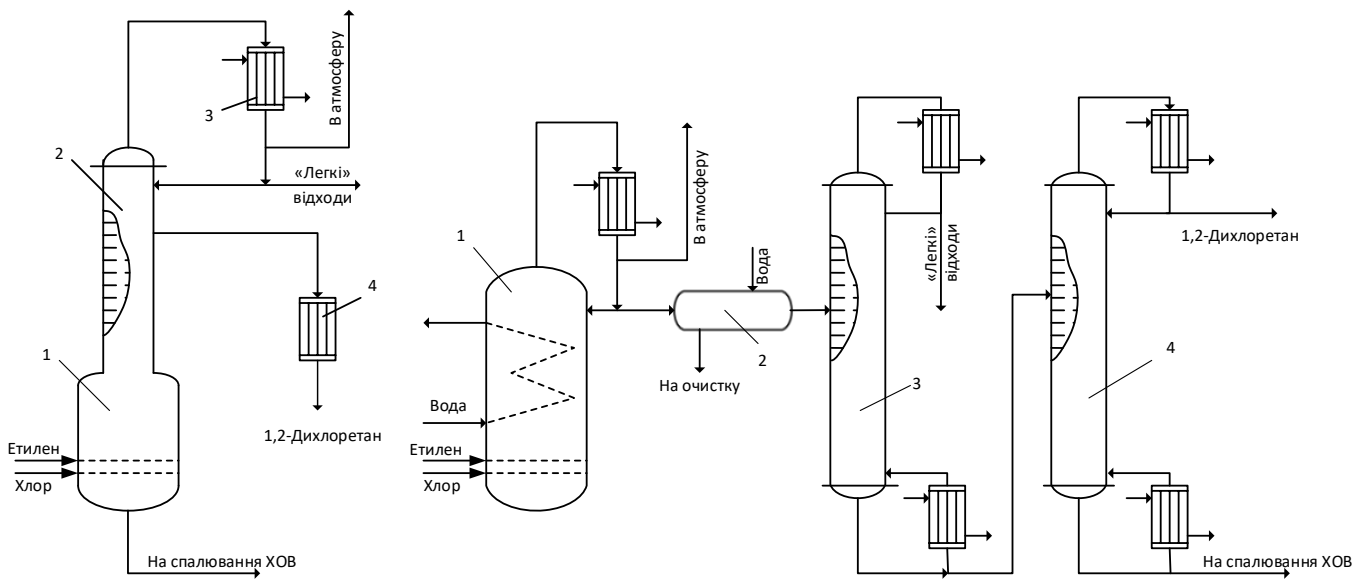 3
В атмосферу
2
«Легкі»
відходи
4
1
1,2-Дихлоретан
Етилен
Хлор
На спалювання ХОВ
В атмосферу
1
Вода
2
На очистку
Вода
Етилен
Хлор
«Легкі»
відходи
3
1,2-Дихлоретан
4
На спалювання ХОВ